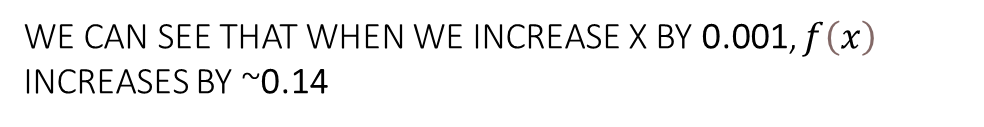 WE CAN SEE THAT WHEN WE INCREASE X BY 0.001, f(x)
INCREASES BY ~0.14